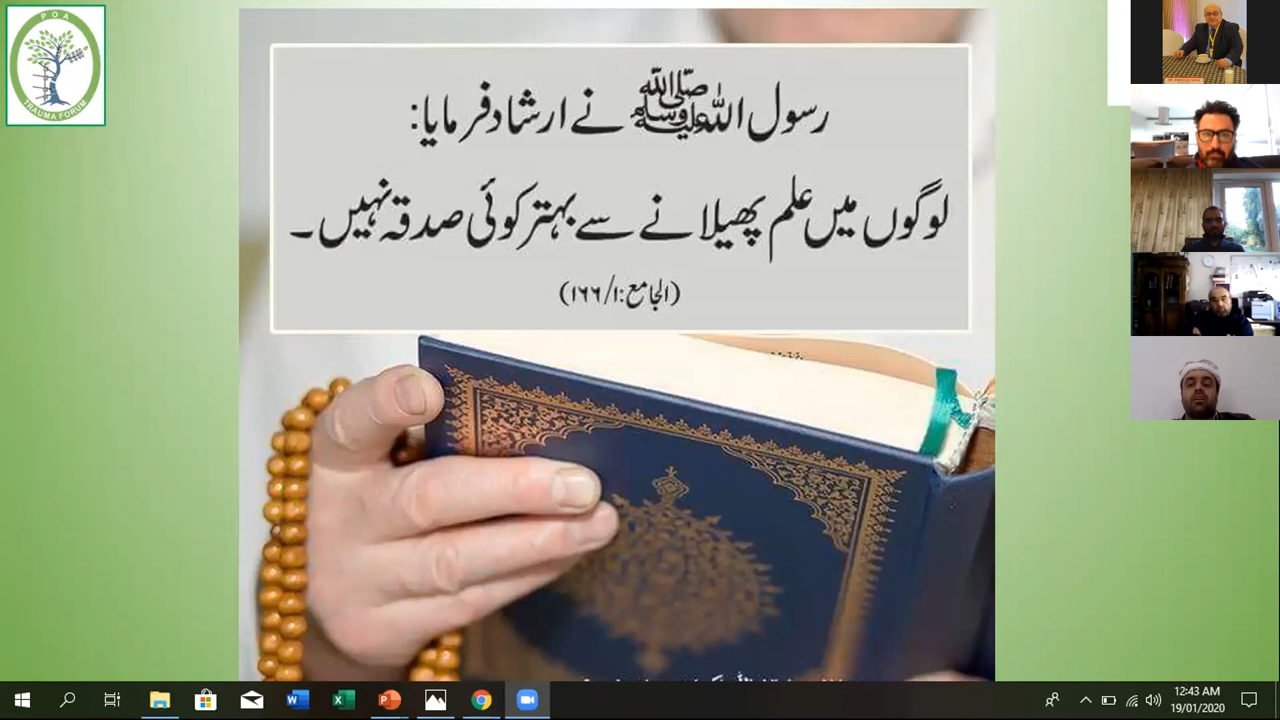 POA
TRAUMA FORUM
رسول اللہ ﷺ نے ارشاد فرمایا:
لوگوں میں علم پھیلانے سے بہتر کوئی صدقہ نہیں۔
(الجامع:۱/۱۶۶)
12:43 AM
19/01/2020